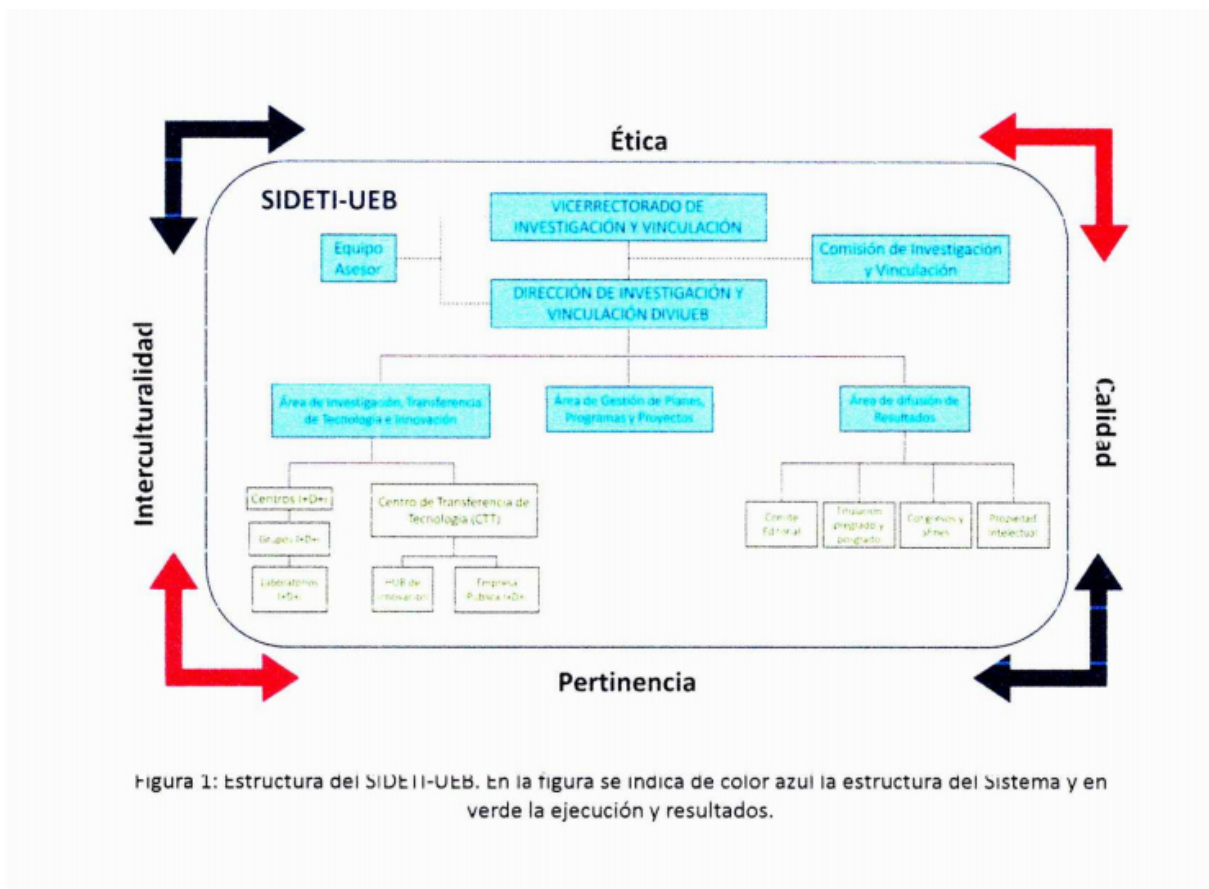 Ética
SIDETI-UEB
VICERRECTORADO DE
INVESTIGACIÓN Y VINCULACIÓN
Equipo
Asesor
Comisión de Investigación
y Vinculación
DIRECCIÓN DE INVESTIGACIÓN Y
VINCULACIÓN DIVIUEB
Interculturalidad
Calidad
Área de Investigación, Transferencia
de Tecnología e Innovación
Área de Gestión de Planes,
Programas y Proyectos
Área de difusión de
Resultados
Centros I+D+i
Grupos I+D+i
Laboratorios
I+D+i
Centro de Transferencia de
Tecnología (CTT)
HUB de
Innovación
Empresa
Pública I+D+i
Comité
Editorial
Titulación
pregrado y
posgrado
Congresos y
afines
Propiedad
Intelectual
Pertinencia
Figura 1: Estructura del SIDETI-UEB. En la figura se indica de color azul la estructura del Sistema y en
verde la ejecución y resultados.